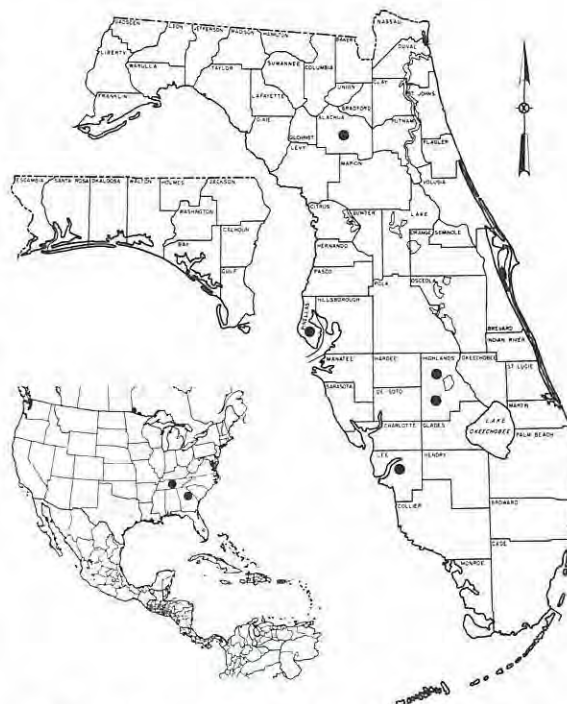 NASSAU
GADSDEN
LEON
JEFFERSON
MADISON
HAMILTON
BAKER
DUVAL
LIBERTY
WAKULLA
TAYLOR
SUWANNEE
COLUMBIA
UNION
CLAY
ST. JOHNS
FRANKLIN
LAFAYETTE
BRADFORD
DIXIE
ALACHUA
PUTNAM
GILCHRIST
FLAGLER
LEVY
MARION
VOLUSIA
ESCAMBIA
SANTA ROSA
OKALOOSA
WALTON
HOLMES
JACKSON
WASHINGTON
CALHOUN
BAY
GULF
CITRUS
SUMTER
LAKE
HERNANDO
ORANGE
SEMINOLE
PASCO
POLK
OSCEOLA
HILLSBOROUGH
PINELLAS
BREVARD
INDIAN RIVER
MANATEE
HARDEE
HIGHLANDS
OKEECHOBEE
ST. LUCIE
SARASOTA
DE-SOTO
MARTIN
CHARLOTTE
GLADES
LAKE
OKEECHOBEE
PALM BEACH
LEE
HENDRY
COLLIER
BROWARD
DADE
MONROE